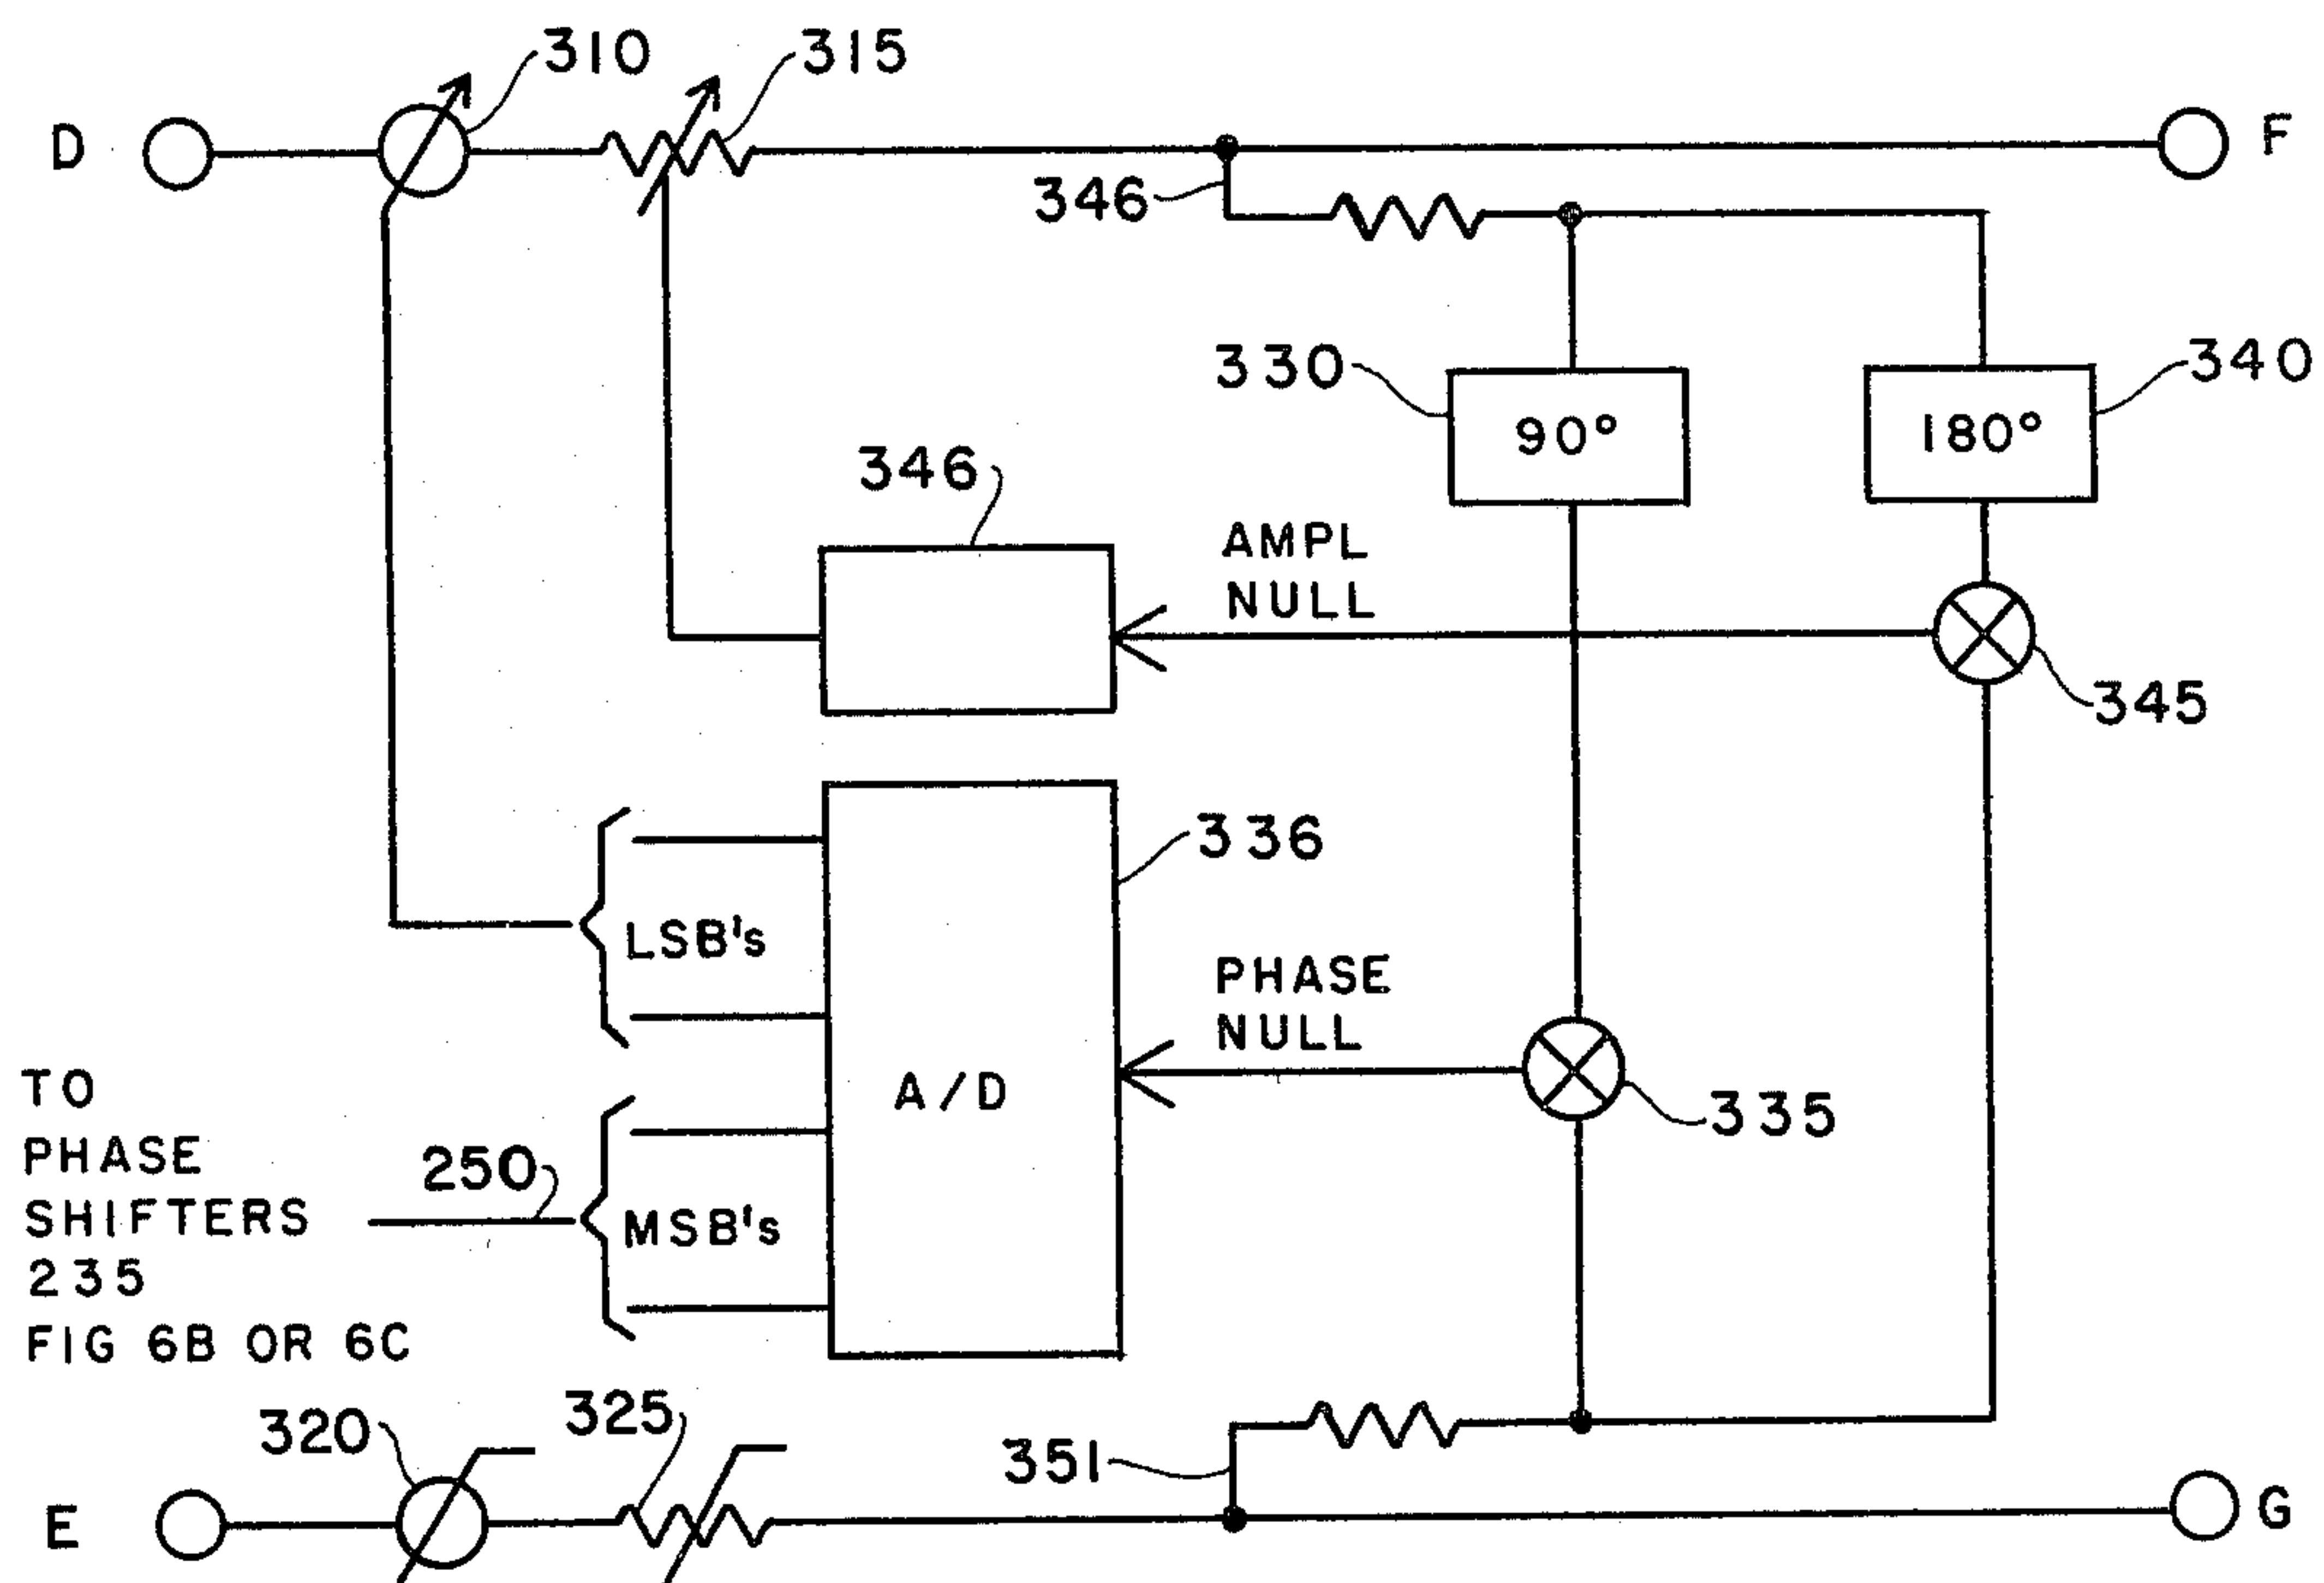 310
315
D
F
346
330
340
90°
180°
346
AMPL
NULL
345
336
LSB's
PHASE
NULL
TO
PHASE
SHIFTERS
235
FIG 6B OR 6C
A/D
335
250
MSB's
320
325
351
E
G